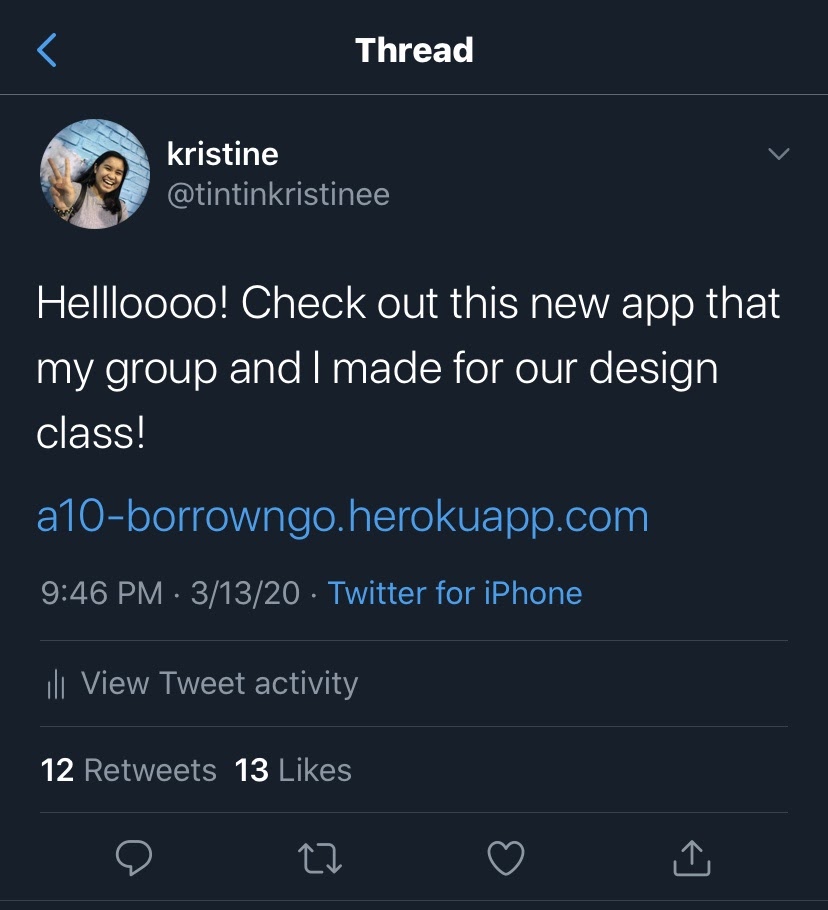 Thread
kristine
@tintinkristinee
Hellloooo! Check out this new app that
my group and I made for our design
class!
a10-borrowngo.herokuapp.com
9:46 PM · 3/13/20 · Twitter for iPhone
View Tweet activity
12 Retweets 13 Likes